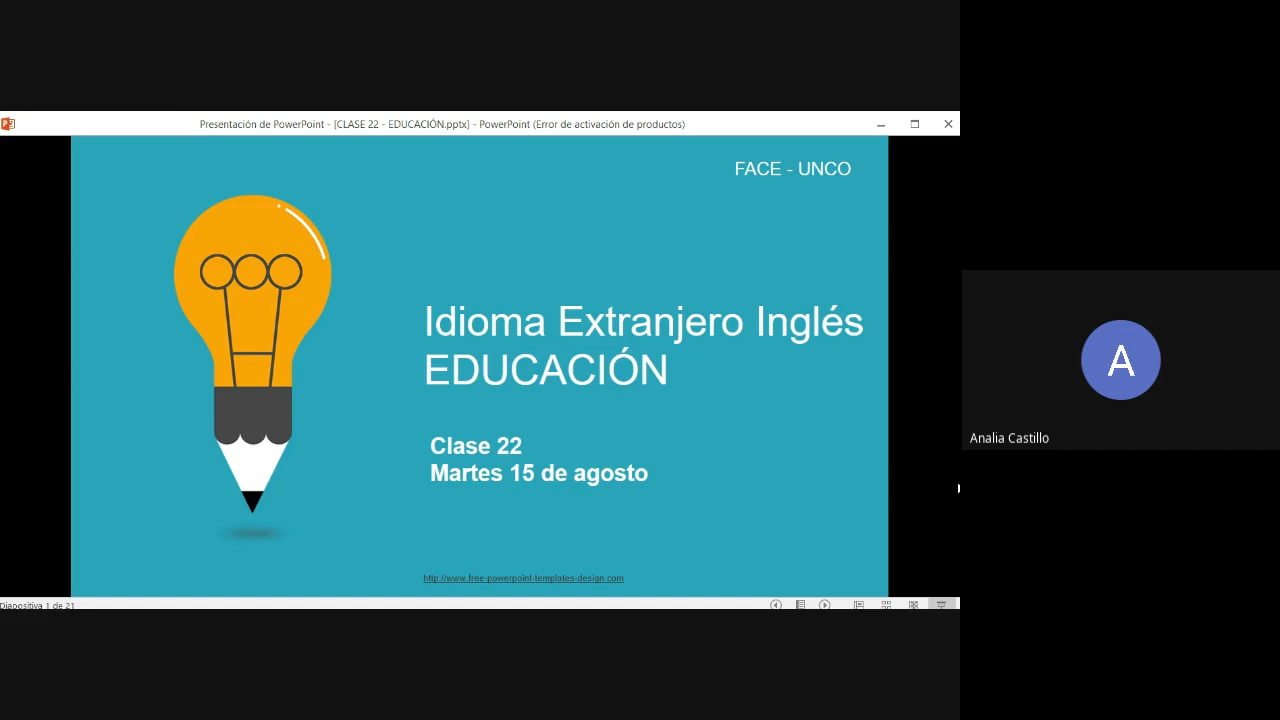 Presentación de PowerPoint - [CLASE 22 - EDUCACIÓN.pptx] - PowerPoint (Error de activación de productos)
FACE - UNCO
Idioma Extranjero Inglés
EDUCACIÓN
Clase 22
Martes 15 de agosto
http://www.free-powerpoint-templates-design.com
Diapositiva 1 de 21
A
Analia Castillo